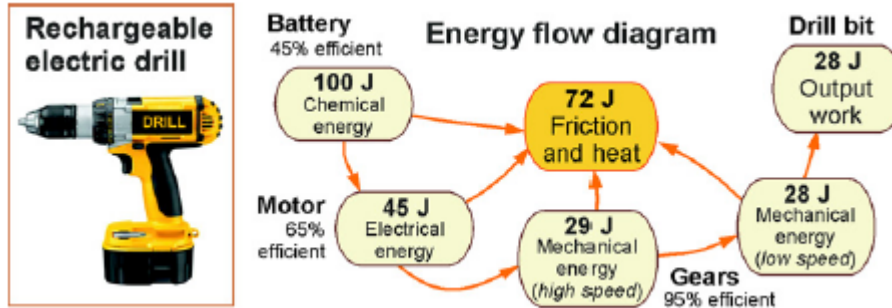 Rechargeable
electric drill
DRILL
Energy flow diagram
Battery
45% efficient
100 J
Chemical
energy
Motor
65%
efficient
45 J
Electrical
energy
72 J
Friction
and heat
29 J
Mechanical
energy
(high speed)
Gears
95% efficient
28 J
Mechanical
energy
(low speed)
Drill bit
28 J
Output
work